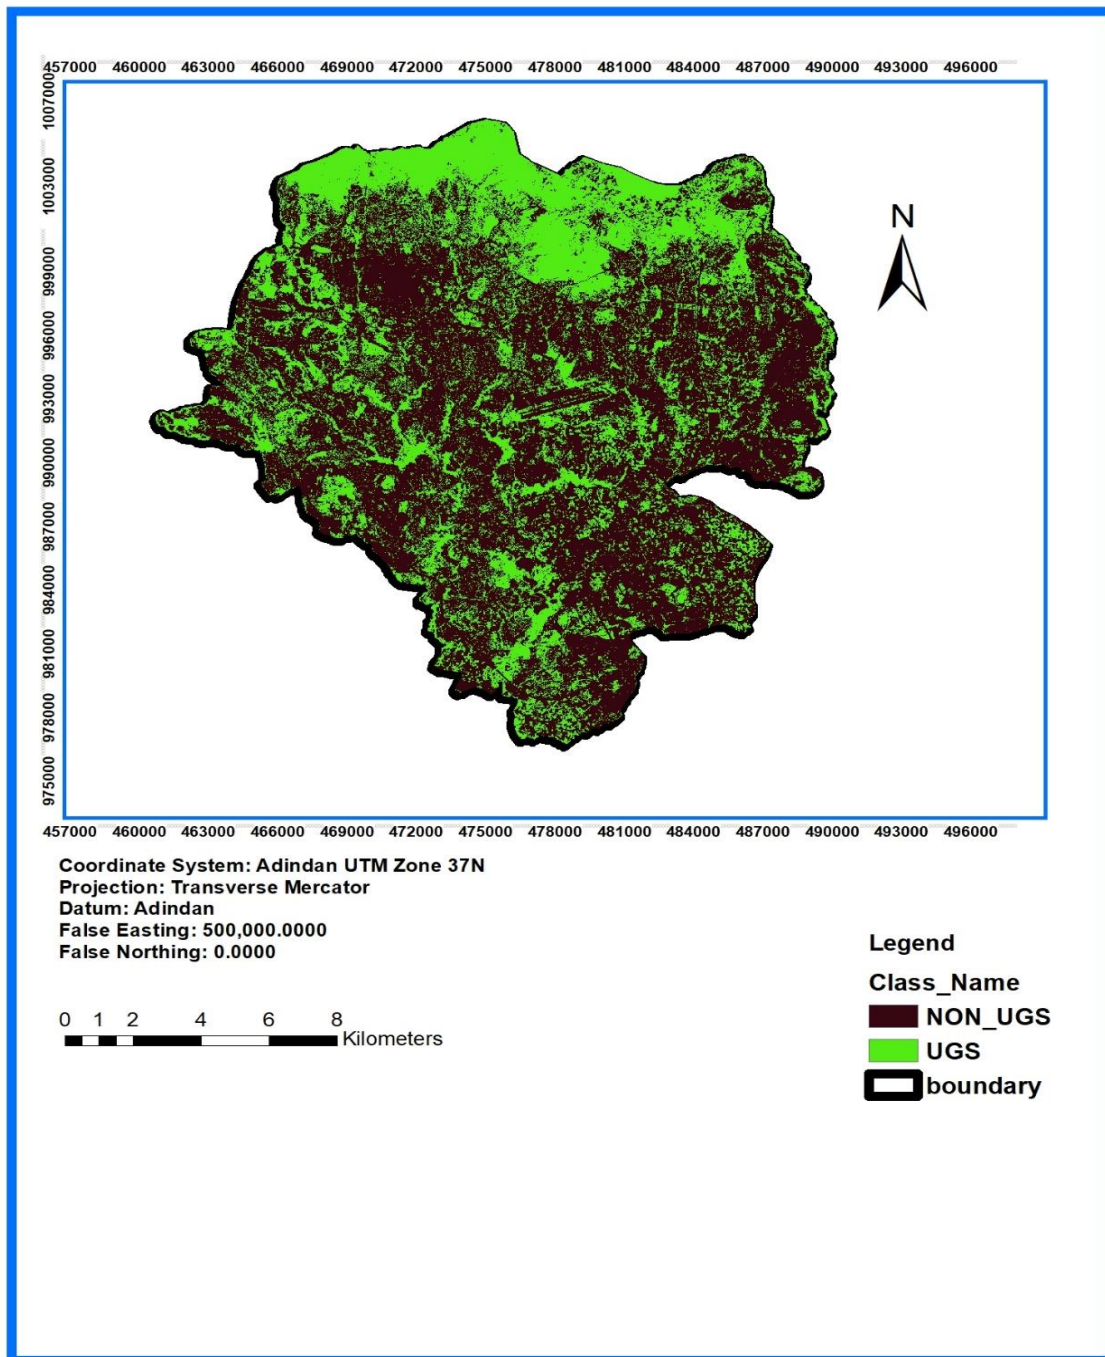 457000 460000 463000 466000 469000 472000 475000 478000 481000 484000 487000 490000 493000 496000
1007000
1003000
999000
996000
993000
990000
987000
984000
981000
978000
975000
N
457000 460000 463000 466000 469000 472000 475000 478000 481000 484000 487000 490000 493000 496000
Coordinate System: Adindan UTM Zone 37N
Projection: Transverse Mercator
Datum: Adindan
False Easting: 500,000.0000
False Northing: 0.0000
0 1 2 4 6 8
Kilometers
Legend
Class_Name
NON_UGS
UGS
boundary